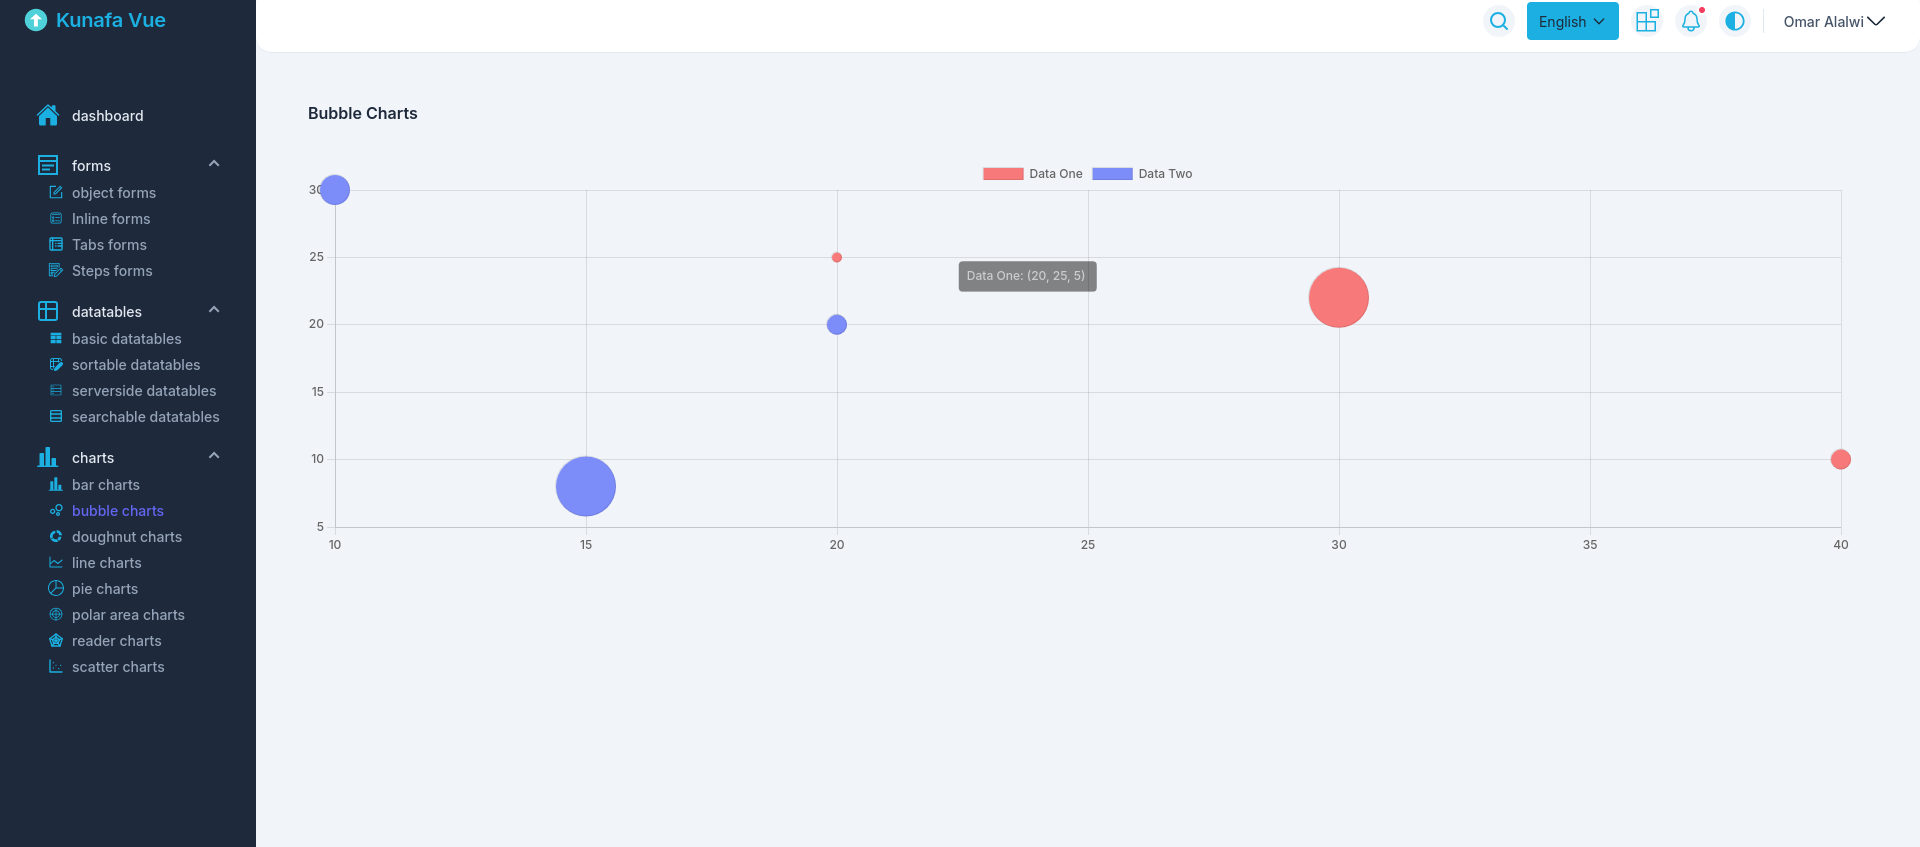 Kunafa Vue
English
Omar Alalwi
dashboard
forms
object forms
Inline forms
Tabs forms
Steps forms
datatables
basic datatables
sortable datatables
serverside datatables
searchable datatables
charts
bar charts
bubble charts
doughnut charts
line charts
pie charts
polar area charts
reader charts
scatter charts
Bubble Charts
Data One Data Two
30
25
Data One: (20, 25, 5)
20
15
10
5
10 15 20 25 30 35 40